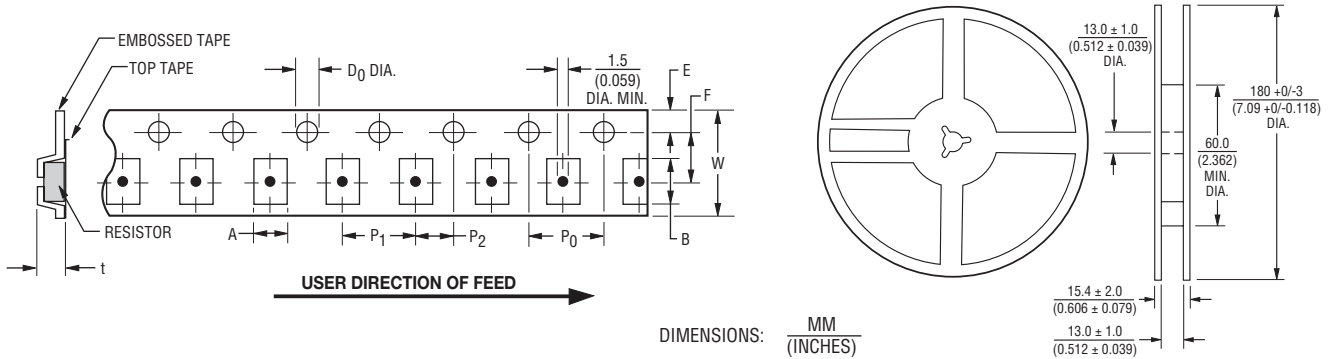 EMBOSSED TAPE
TOP TAPE
D0 DIA.
1.5
(0.059)
DIA. MIN.
E
F
W
RESISTOR
A
P1
P2
P0
B
t
USER DIRECTION OF FEED
DIMENSIONS:
MM
(INCHES)
13.0 ± 1.0
(0.512 ± 0.039)
DIA.
180 +0/-3
(7.09 +0/-0.118)
DIA.
60.0
(2.362)
MIN.
DIA.
15.4 ± 2.0
(0.606 ± 0.079)
13.0 ± 1.0
(0.512 ± 0.039)